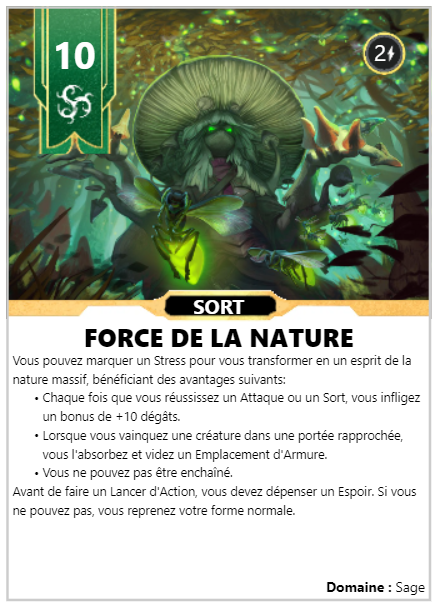 10
2
SORT
FORCE DE LA NATURE
Vous pouvez marquer un Stress pour vous transformer en un esprit de la
nature massif, bénéficiant des avantages suivants:
• Chaque fois que vous réussissez un Attaque ou un Sort, vous infligez
un bonus de +10 dégâts.
• Lorsque vous vainquez une créature dans une portée rapprochée,
vous l'absorbez et videz un Emplacement d'Armure.
• Vous ne pouvez pas être enchaîné.
Avant de faire un Lancer d'Action, vous devez dépenser un Espoir. Si vous
ne pouvez pas, vous reprenez votre forme normale.
Domaine : Sage